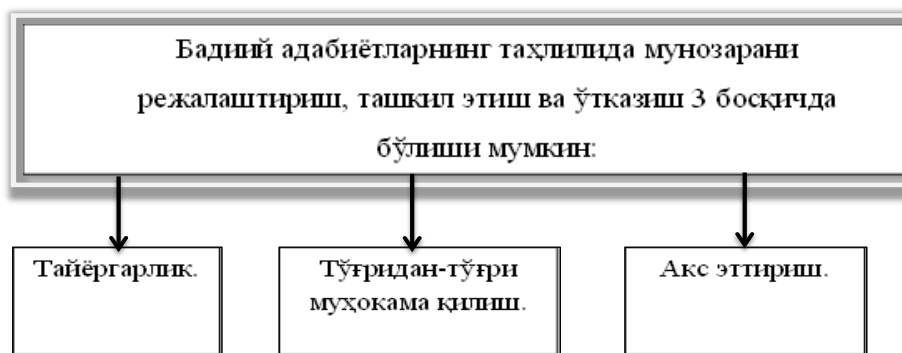 Бадиий адабиётларнинг таҳлилида мунозарани
режалаштириш, ташкил этиш ва ўтказиш 3 босқичда
бўлиши мумкин:
Тайёргарлик.
Тўғридан-тўғри
муҳокама қилиш.
Акс эттириш.